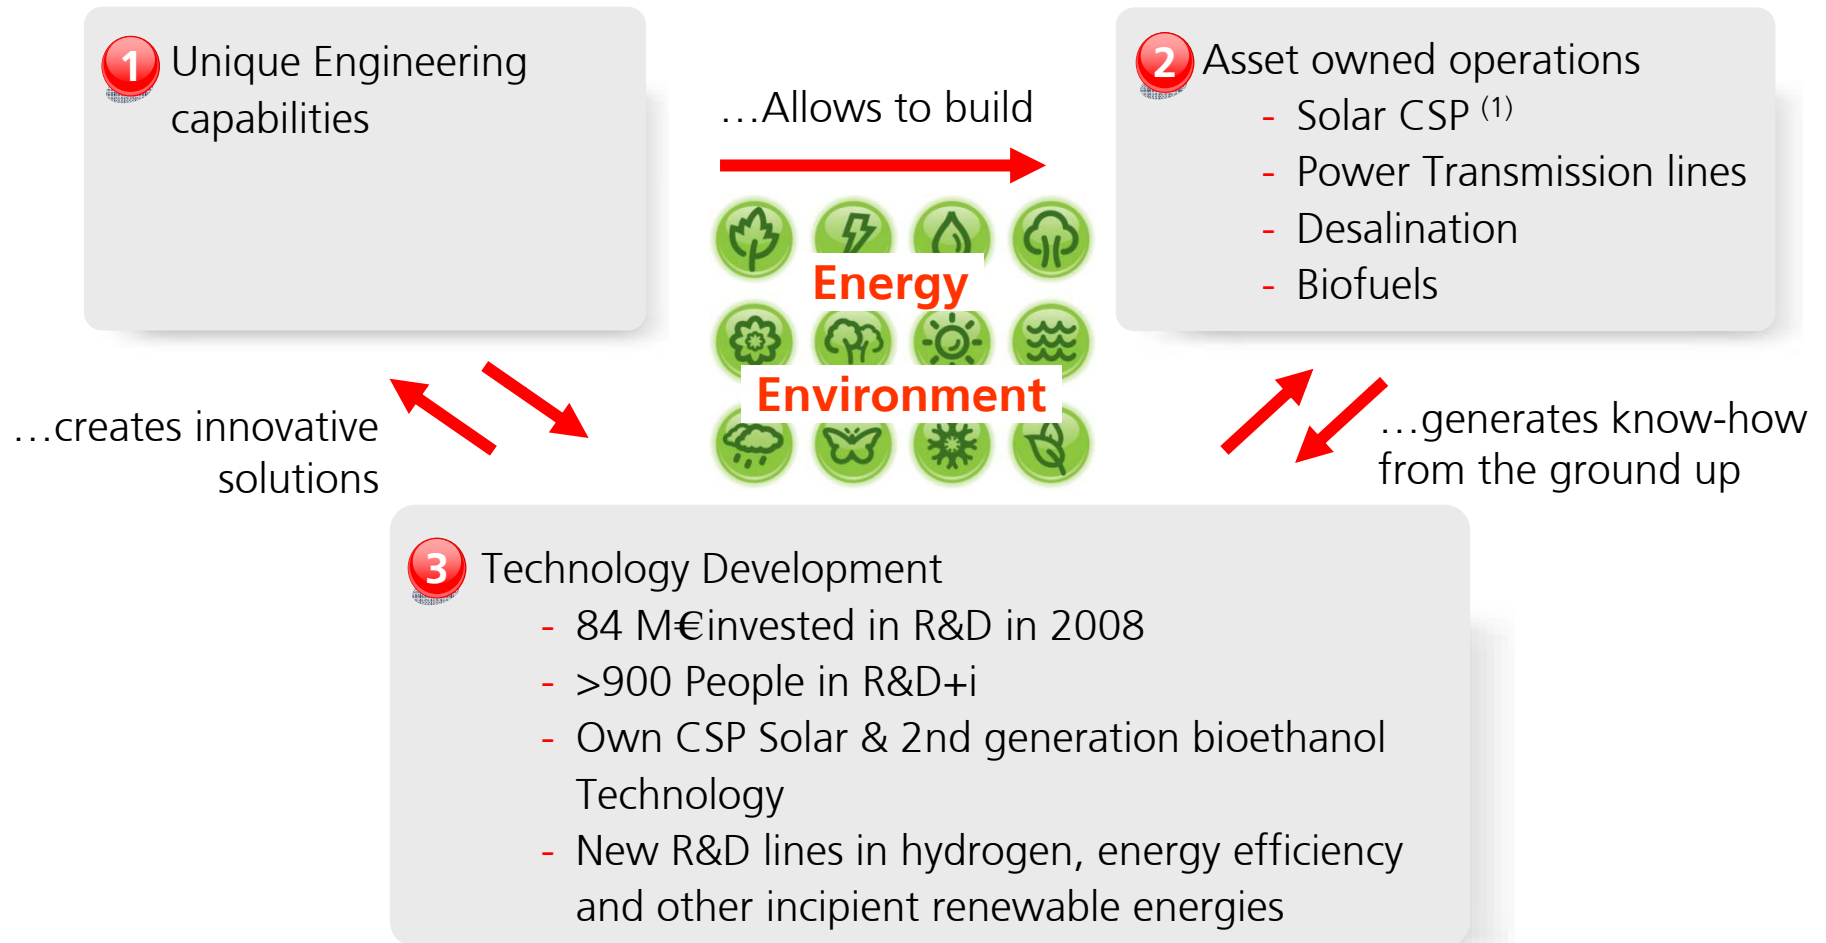 1 Unique Engineering
capabilities
…Allows to build
2 Asset owned operations
- Solar CSP (1)
- Power Transmission lines
- Desalination
- Biofuels
Energy
Environment
…creates innovative
solutions
…generates know-how
from the ground up
3 Technology Development
- 84 M€invested in R&D in 2008
- >900 People in R&D+i
- Own CSP Solar & 2nd generation bioethanol
Technology
- New R&D lines in hydrogen, energy efficiency
and other incipient renewable energies